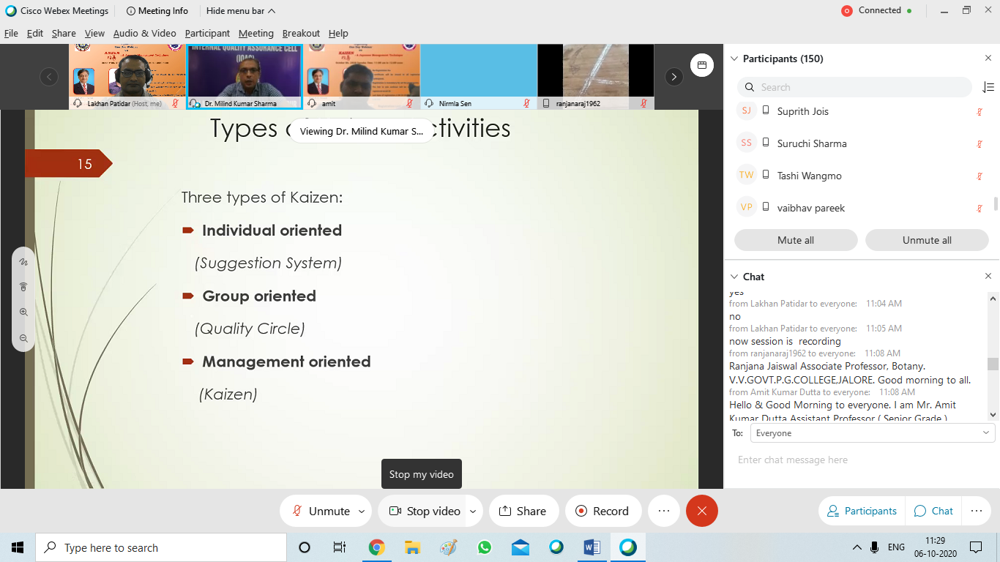 Cisco Webex Meetings
Meeting Info
Hide menu bar
Connected
File Edit Share View Audio & Video Participant Meeting Breakout Help
KAIZEN
INTERNAL QUALITY ASSURANCE CELL
(IQAC)
KAIZEN
Lakhan Patidar (Host, me)
Dr. Milind Kumar Sharma
amit
Nirmla Sen
ranjanaraj1962
Viewing Dr. Milind Kumar S...
Types
ctivities
15
Three types of Kaizen:
Individual oriented
(Suggestion System)
Group oriented
(Quality Circle)
Management oriented
(Kaizen)
Stop my video
Participants (150)
Search
SJ Suprith Jois
SS Suruchi Sharma
TW Tashi Wangmo
VP vaibhav pareek
Mute all
Unmute all
Chat
yes
from Lakhan Patidar to everyone: 11:04 AM
no
from Lakhan Patidar to everyone: 11:05 AM
now session is recording
from ranjanaraj1962 to everyone: 11:08 AM
Ranjana Jaiswal Associate Professor, Botany.
V.V.GOVT.P.G.COLLEGE,JALORE. Good morning to all.
from Amit Kumar Dutta to everyone: 11:08 AM
Hello & Good Morning to everyone. I am Mr. Amit
Kumar Dutta Assistant Professor ( Senior Grade )
To: Everyone
Enter chat message here
Unmute
Stop video
Share
Record
Participants
Chat
Type here to search
ENG
11:29
06-10-2020